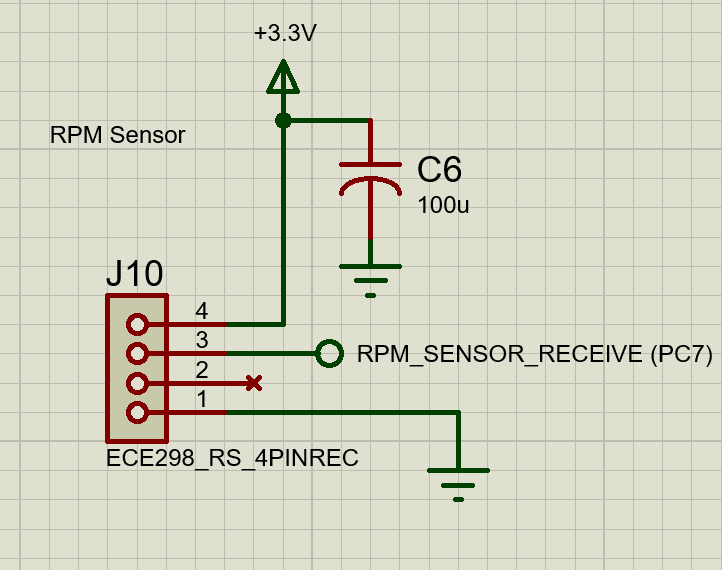 +3.3V
RPM Sensor
C6
100u
J10
4
3
RPM_SENSOR_RECEIVE (PC7)
2
1
ECE298_RS_4PINREC